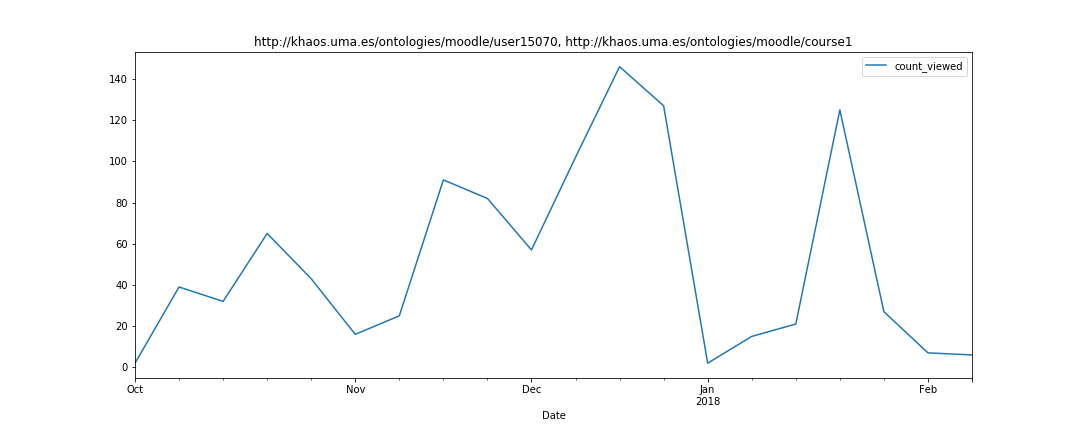 http://khaos.uma.es/ontologies/moodle/user15070, http://khaos.uma.es/ontologies/moodle/course1
count_viewed
140
120
100
80
60
40
20
0
Oct Nov Dec Jan Feb
2018
Date